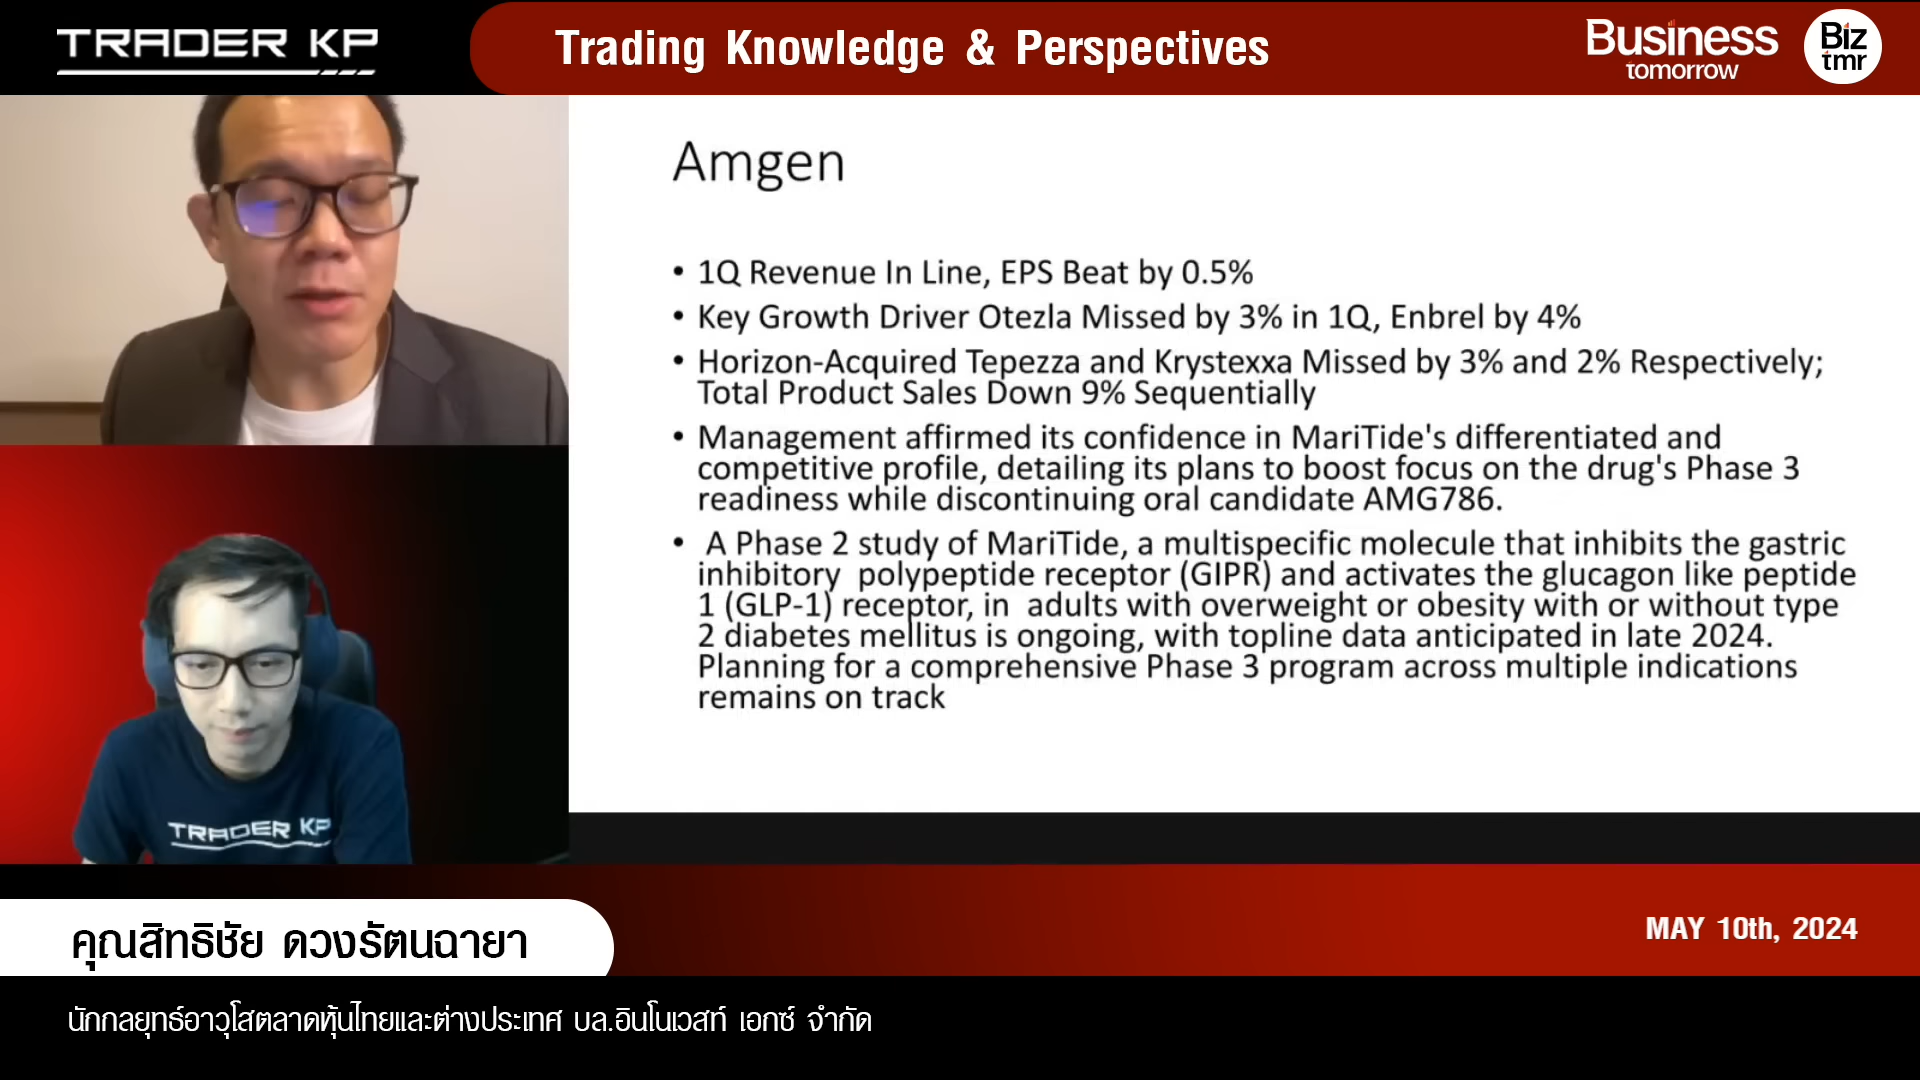 TRADER KP
Trading Knowledge & Perspectives
Business
tomorrow
Biz
tmr
Amgen
• 1Q Revenue In Line, EPS Beat by 0.5%
• Key Growth Driver Otezla Missed by 3% in 1Q, Enbrel by 4%
• Horizon-Acquired Tepezza and Krystexxa Missed by 3% and 2% Respectively;
Total Product Sales Down 9% Sequentially
• Management affirmed its confidence in MariTide's differentiated and
competitive profile, detailing its plans to boost focus on the drug's Phase 3
readiness while discontinuing oral candidate AMG786.
• A Phase 2 study of MariTide, a multispecific molecule that inhibits the gastric
inhibitory polypeptide receptor (GIPR) and activates the glucagon like peptide
1 (GLP-1) receptor, in adults with overweight or obesity with or without type
2 diabetes mellitus is ongoing, with topline data anticipated in late 2024.
Planning for a comprehensive Phase 3 program across multiple indications
remains on track
TRADER KP
คุณสิทธิชัย ดวงรัตนฉายา
MAY 10th, 2024
นักกลยุทธ์อาวุโสตลาดหุ้นไทยและต่างประเทศ บล.อินโนเวสท์ เอกซ์ จำกัด